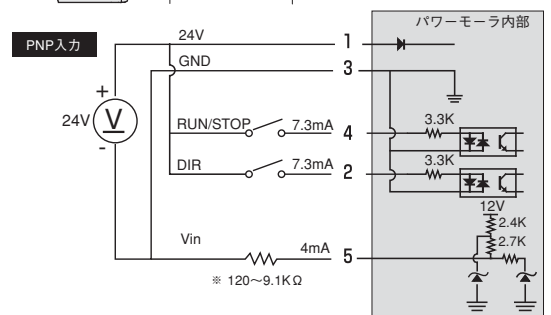 パワーモーラ内部
PNP入力
24V
1
GND
3
+
24V
V
-
RUN/STOP
7.3mA
4
3.3K
DIR
7.3mA
2
3.3K
12V
2.4K
2.7K
Vin
4mA
5
※ 120～9.1KΩ